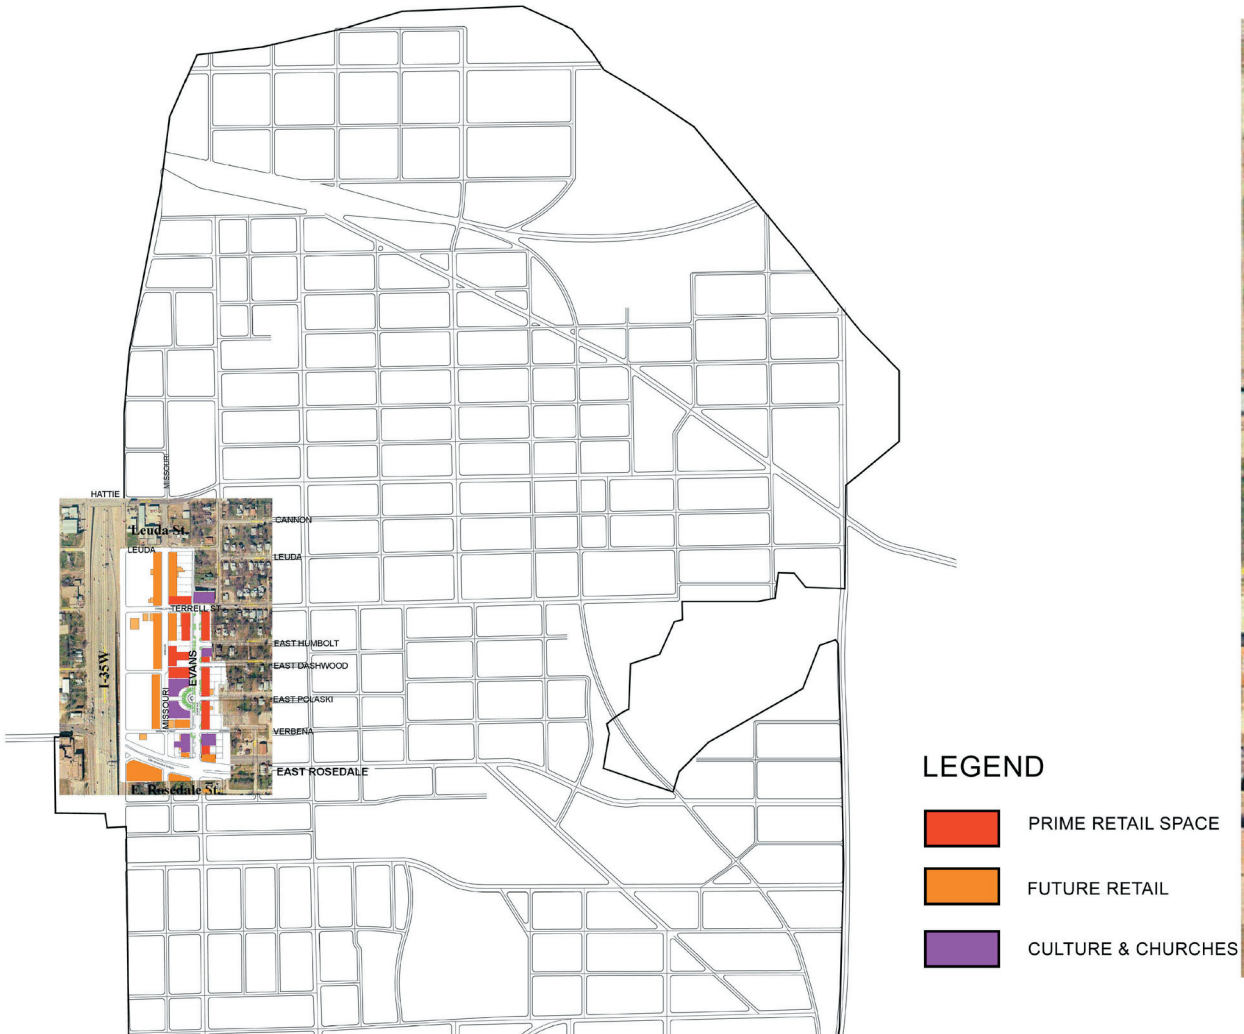 MISSOURI
HATTIE
CANNON
Leuda St.
LEUDA
LEUDA
TERRELL ST
EAST HUMBOLT
EVANS
EAST DASHWOOD
I-35W
MISSOURI
EAST POLASKI
VERBENA
EAST ROSEDALE
E. Rosedale St.
LEGEND
PRIME RETAIL SPACE
FUTURE RETAIL
CULTURE & CHURCHES